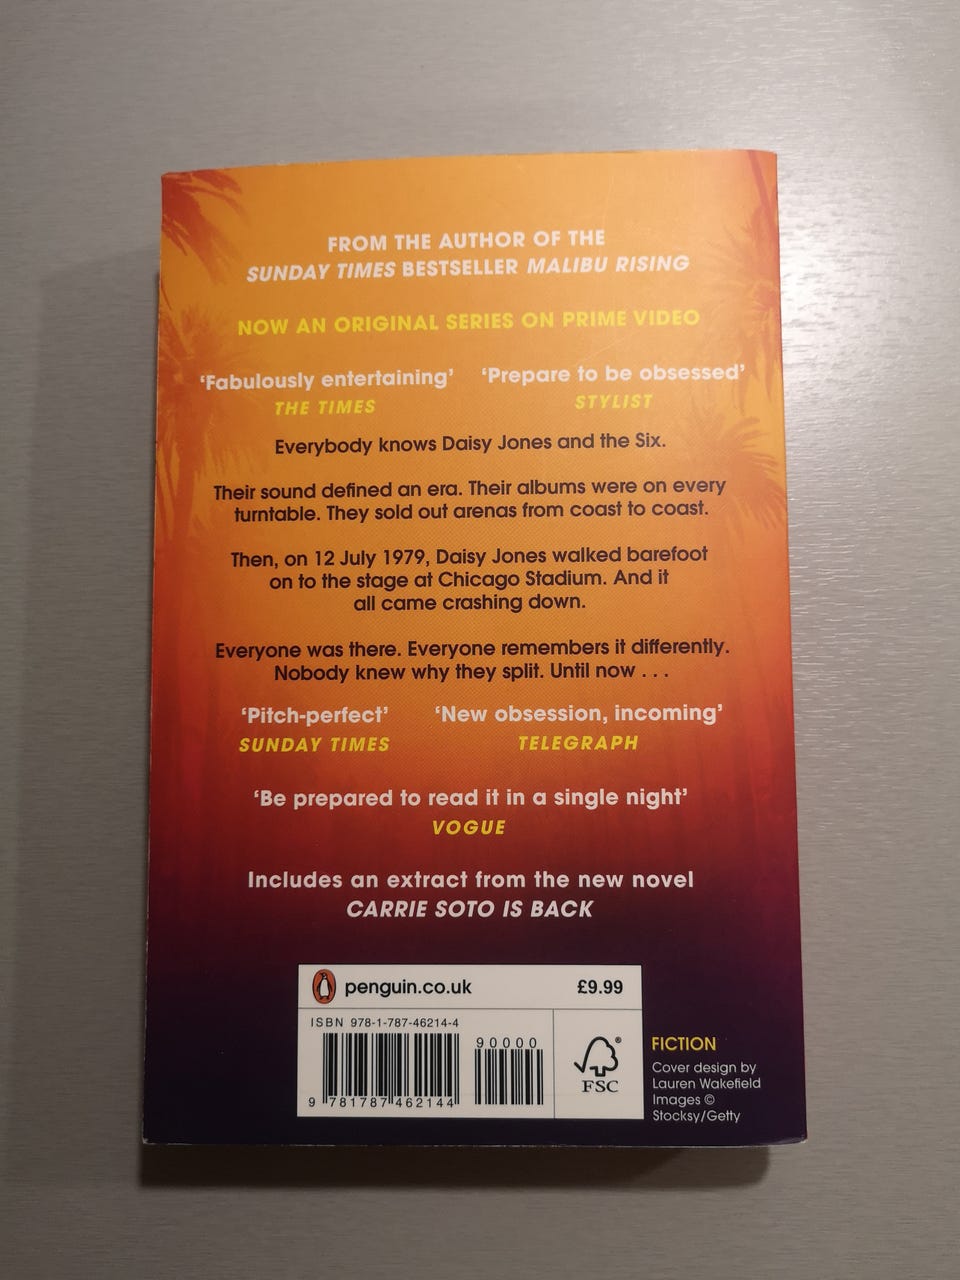 FROM THE AUTHOR OF THE
SUNDAY TIMES BESTSELLER MALIBU RISING
NOW AN ORIGINAL SERIES ON PRIME VIDEO
‘Fabulously entertaining’
THE TIMES
‘Prepare to be obsessed’
STYLIST
Everybody knows Daisy Jones and the Six.
Their sound defined an era. Their albums were on every
turntable. They sold out arenas from coast to coast.
Then, on 12 July 1979, Daisy Jones walked barefoot
on to the stage at Chicago Stadium. And it
all came crashing down.
Everyone was there. Everyone remembers it differently.
Nobody knew why they split. Until now . . .
‘Pitch-perfect’
SUNDAY TIMES
‘New obsession, incoming’
TELEGRAPH
‘Be prepared to read it in a single night’
VOGUE
Includes an extract from the new novel
CARRIE SOTO IS BACK
penguin.co.uk £9.99
ISBN 978-1-787-46214-4
90000
9 781787 462144
FSC
®
FICTION
Cover design by
Lauren Wakefield
Images ©
Stocksy/Getty